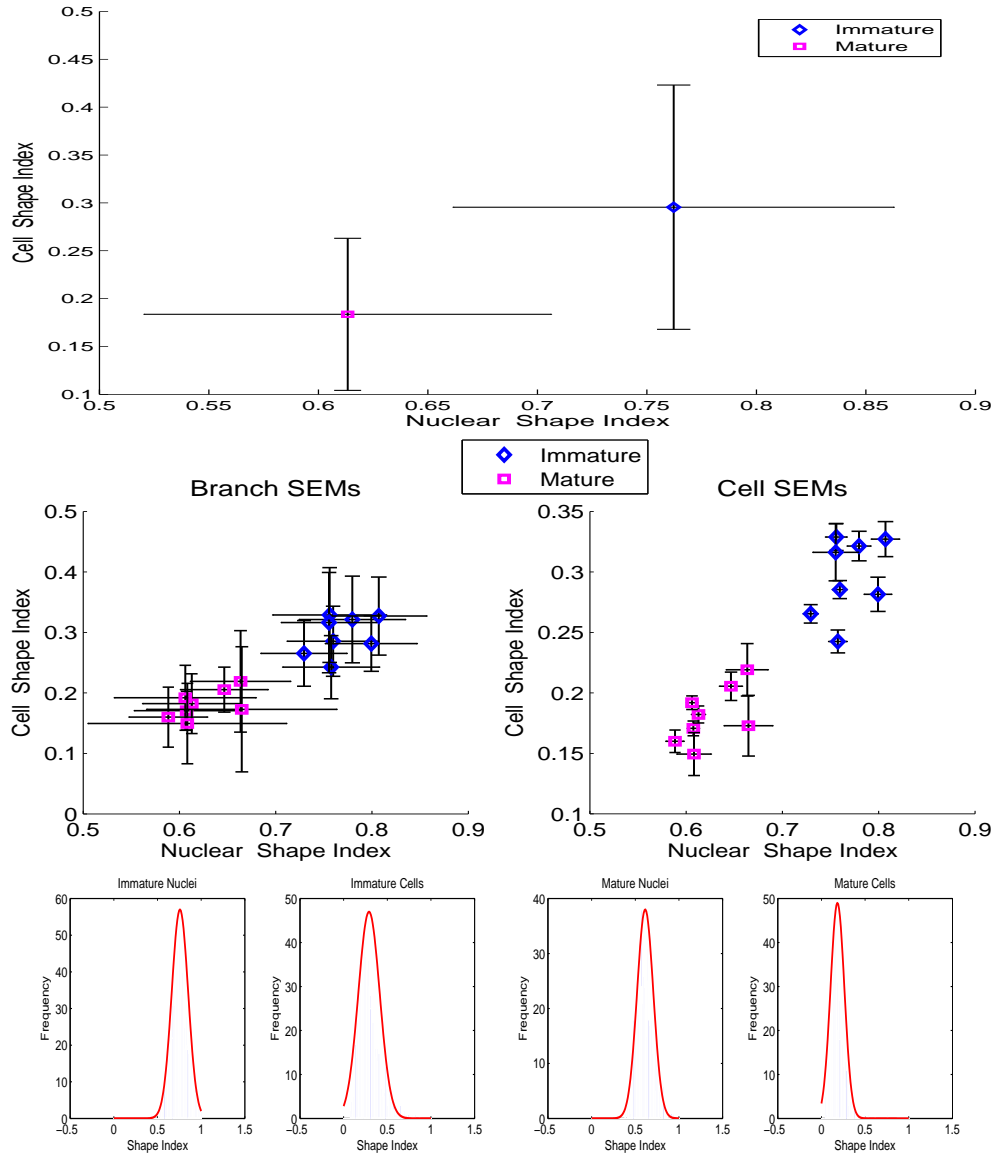 0.5
0.45
0.4
0.35
0.3
0.25
0.2
0.15
0.1
Cell Shape Index
Immature
Mature
0.5 0.55 0.6 0.65 0.7 0.75 0.8 0.85 0.9
Nuclear Shape Index
Immature
Mature
Branch SEMs
0.5
0.4
0.3
0.2
0.1
0
Cell Shape Index
0.5 0.6 0.7 0.8 0.9
Nuclear Shape Index
Cell SEMs
0.35
0.3
0.25
0.2
0.15
0.1
Cell Shape Index
0.5 0.6 0.7 0.8 0.9
Nuclear Shape Index
Immature Nuclei
60
50
40
30
20
10
0
Frequency
−0.5 0 0.5 1 1.5
Shape Index
Immature Cells
50
40
30
20
10
0
Frequency
−0.5 0 0.5 1 1.5
Shape Index
Mature Nuclei
40
30
20
10
0
Frequency
−0.5 0 0.5 1 1.5
Shape Index
Mature Cells
50
40
30
20
10
0
Frequency
−0.5 0 0.5 1 1.5
Shape Index